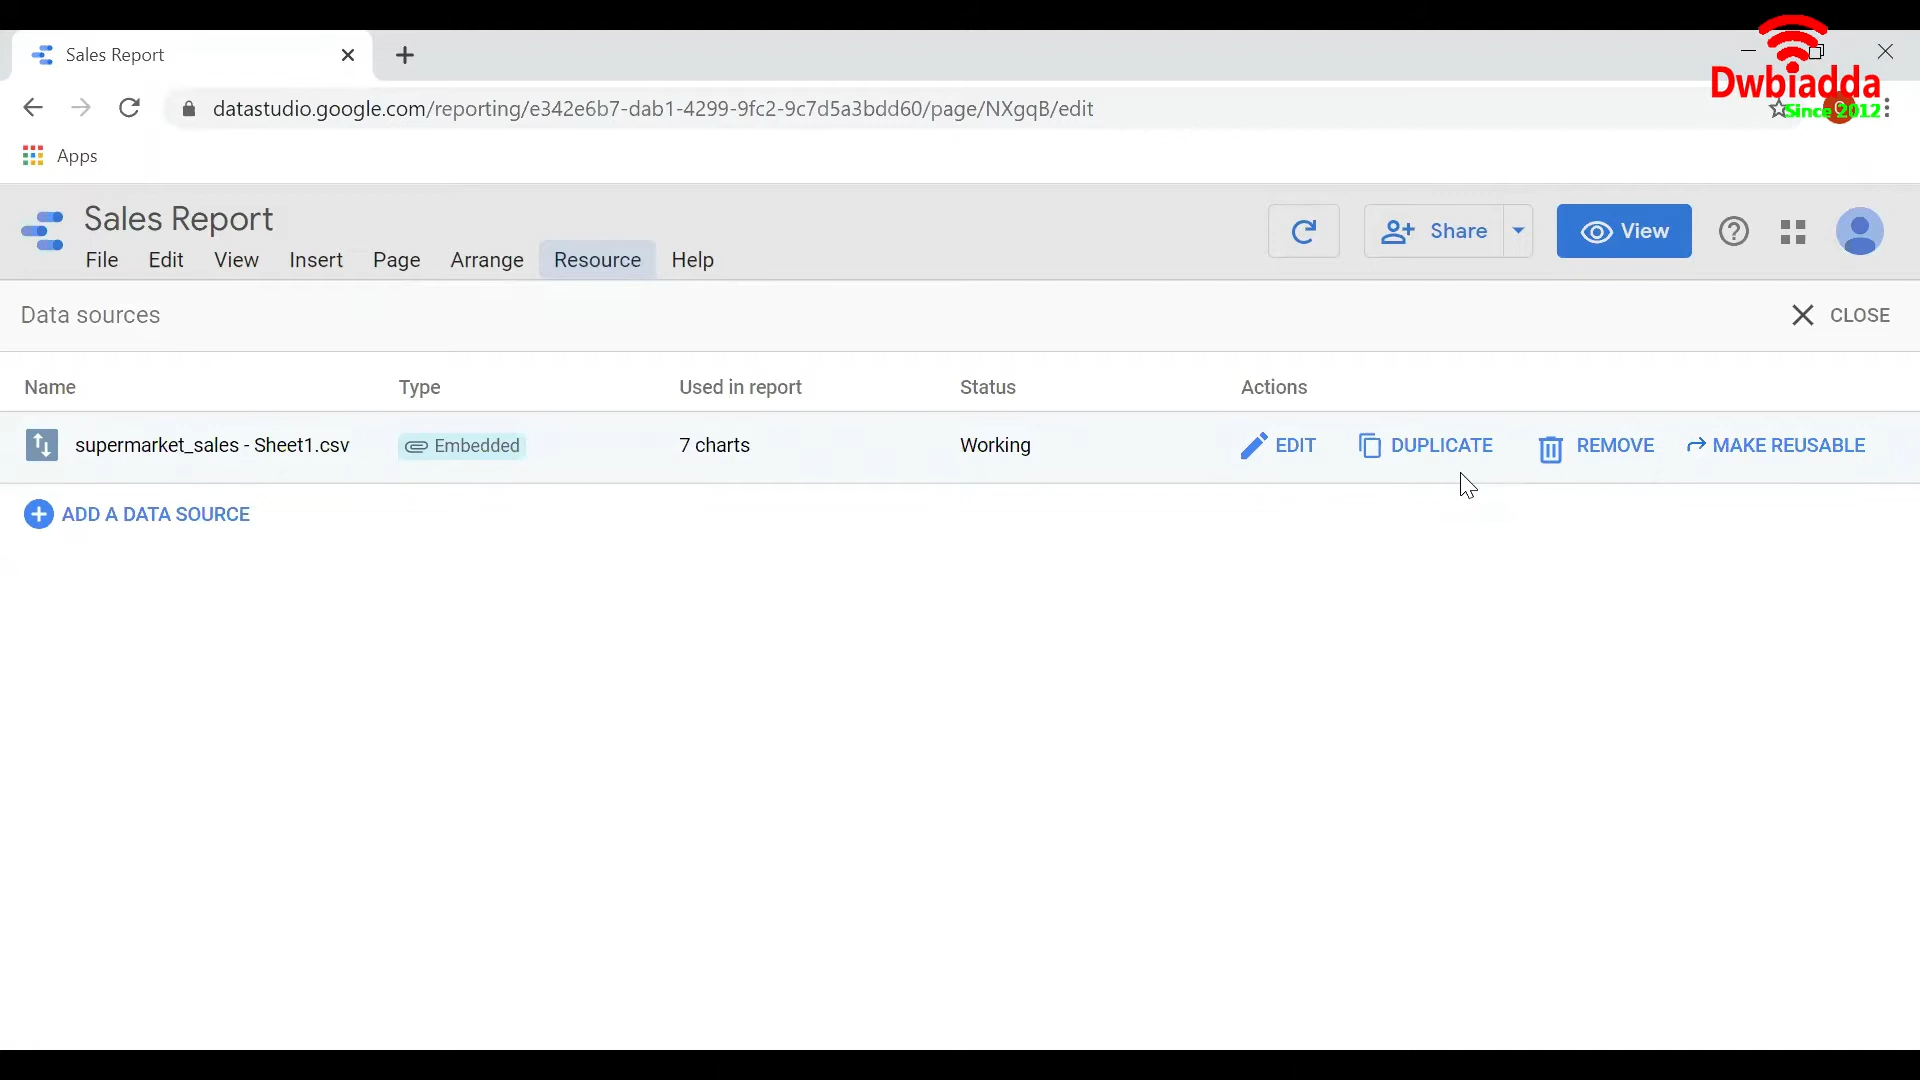 Sales Report
Dwbiadda
Since 2012
datastudio.google.com/reporting/e342e6b7-dab1-4299-9fc2-9c7d5a3bdd60/page/NXgqB/edit
Apps
Sales Report
File Edit View Insert Page Arrange Resource Help
Share
View
Data sources
CLOSE
Name Type Used in report Status Actions
supermarket_sales - Sheet1.csv Embedded 7 charts Working EDIT DUPLICATE REMOVE MAKE REUSABLE
ADD A DATA SOURCE